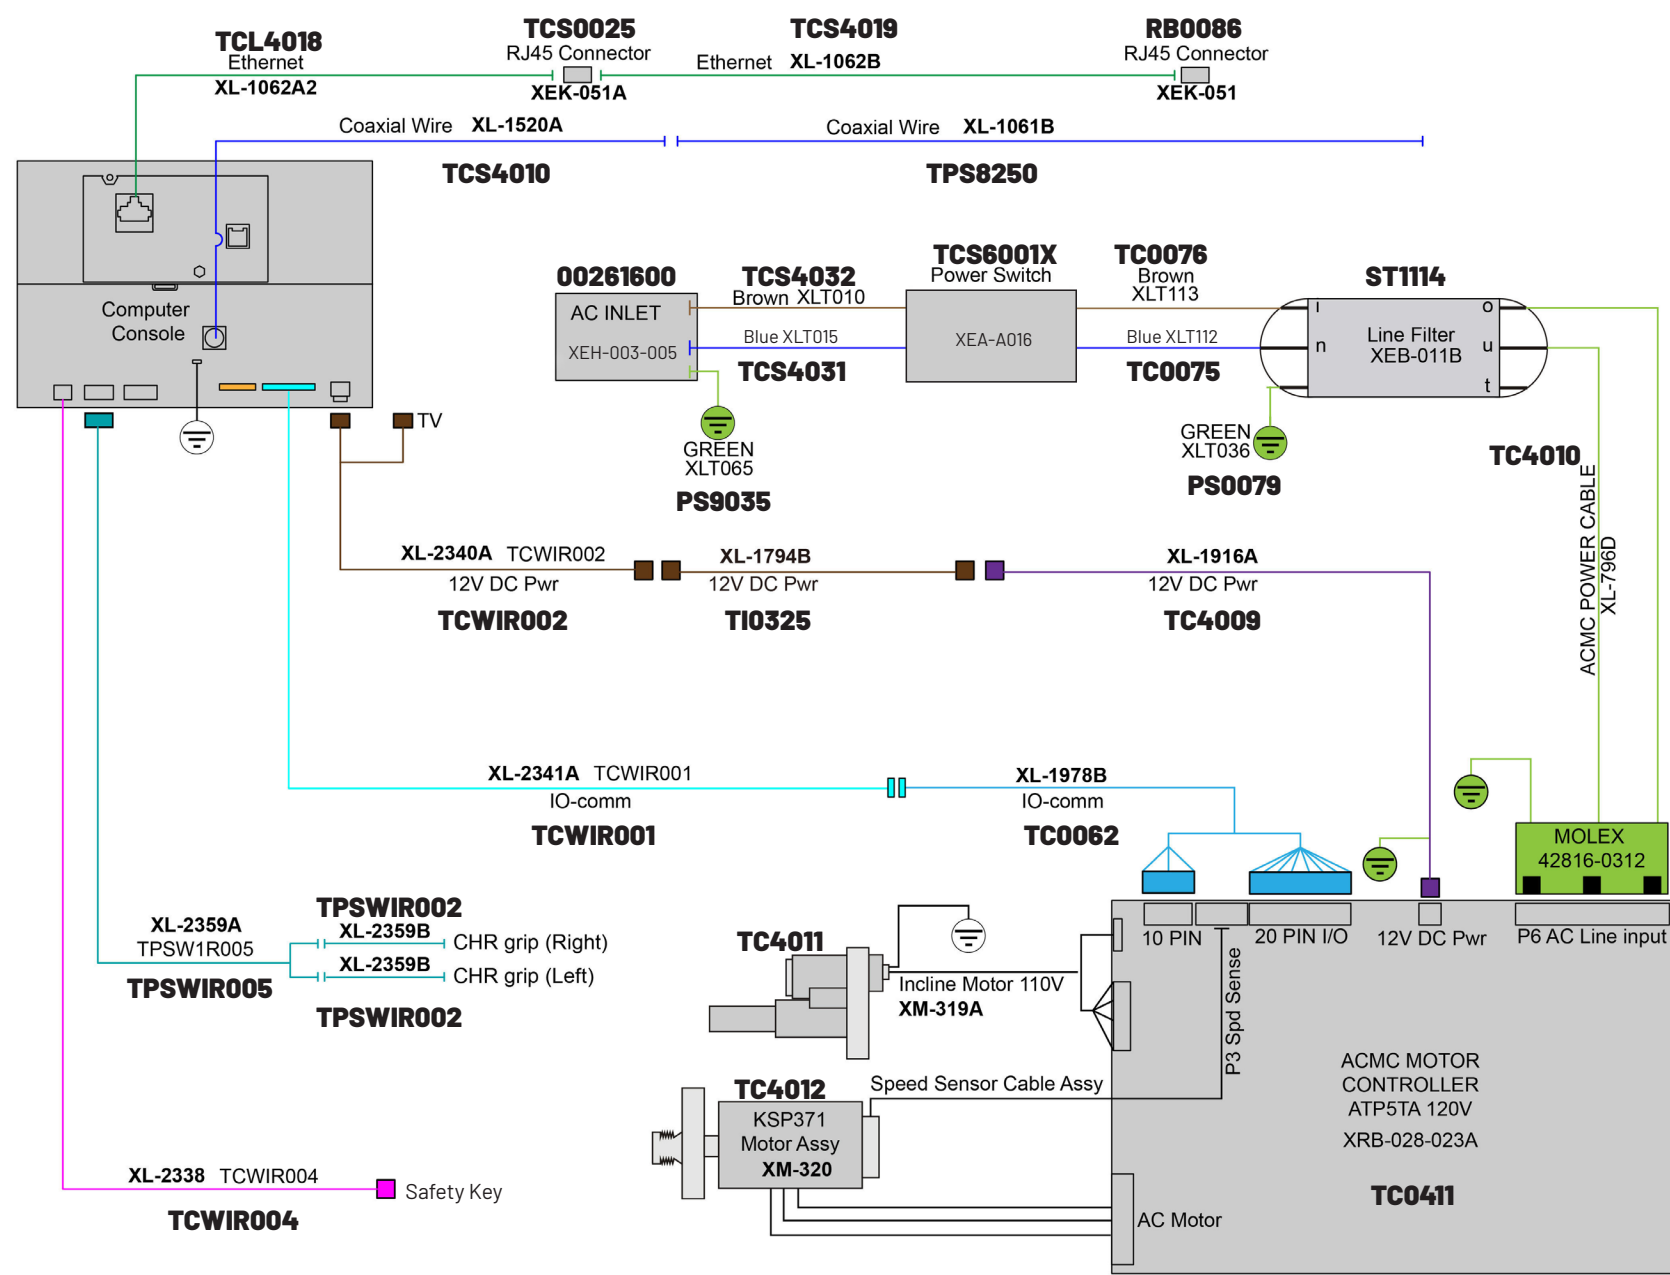 TCL4018
Ethernet
XL-1062A2
TCS0025
RJ45 Connector
XEK-051A
TCS4019
Ethernet XL-1062B
RB0086
RJ45 Connector
XEK-051
Coaxial Wire XL-1520A
TCS4010
Coaxial Wire XL-1061B
TPS8250
Computer
Console
TV
00261600
AC INLET
XEH-003-005
TCS4032
Brown XLT010
Blue XLT015
TCS4031
GREEN
XLT065
PS9035
TCS6001X
Power Switch
XEA-A016
TC0076
Brown
XLT113
Blue XLT112
TC0075
GREEN
XLT036
PS0079
ST1114
l
n
Line Filter
XEB-011B
o
u
t
TC4010
ACMC POWER CABLE
XL-796D
XL-2340A TCWIR002
12V DC Pwr
TCWIR002
XL-1794B
12V DC Pwr
TI0325
XL-1916A
12V DC Pwr
TC4009
XL-2341A TCWIR001
IO-comm
TCWIR001
XL-1978B
IO-comm
TC0062
MOLEX
42816-0312
XL-2359A
TPSW1R005
TPSWIR005
TPSWIR002
XL-2359B
CHR grip (Right)
XL-2359B
CHR grip (Left)
TPSWIR002
TC4011
Incline Motor 110V
XM-319A
10 PIN
20 PIN I/O
12V DC Pwr
P6 AC Line input
P3 Spd Sense
TC4012
KSP371
Motor Assy
XM-320
Speed Sensor Cable Assy
ACMC MOTOR
CONTROLLER
ATP5TA 120V
XRB-028-023A
TC0411
AC Motor
XL-2338 TCWIR004
Safety Key
TCWIR004